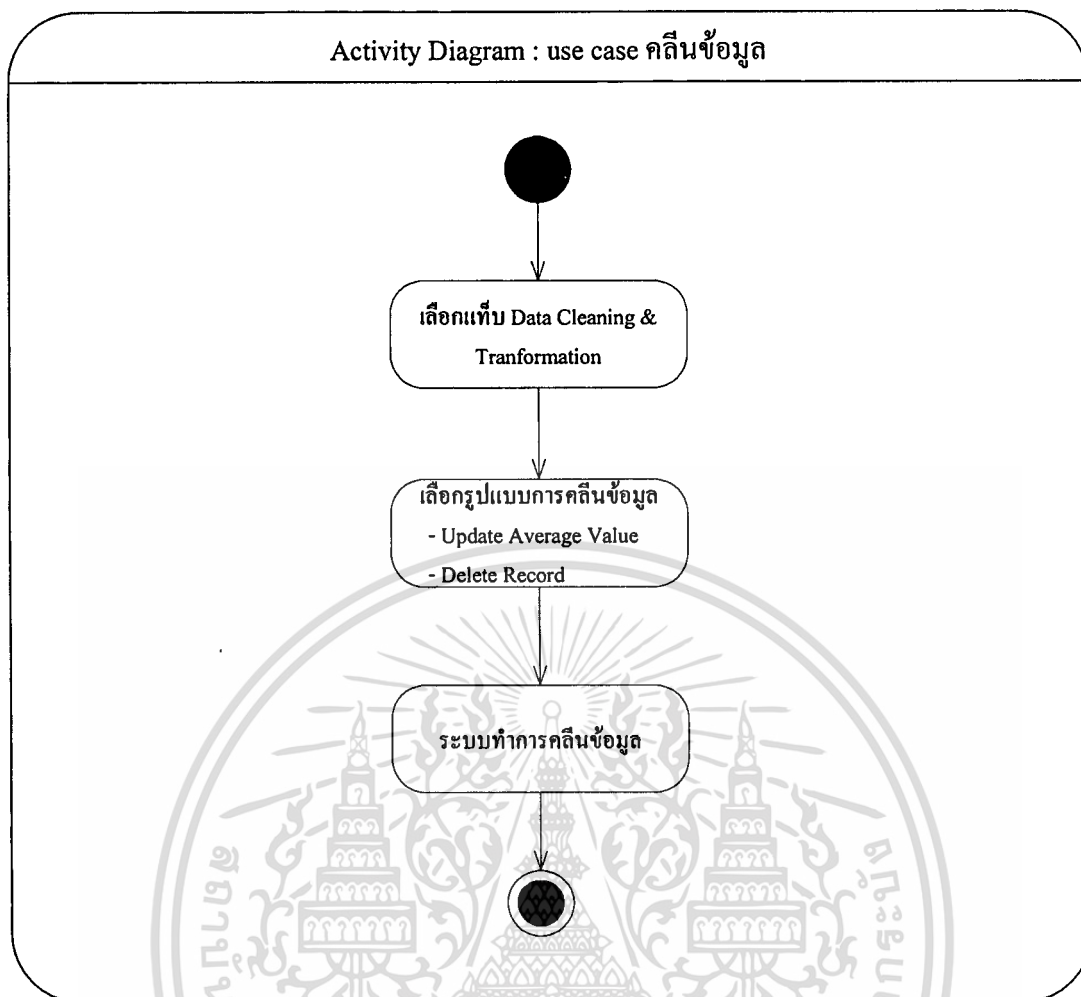 Activity Diagram : use case คลีนข้อมูล
เลือกแท็บ Data Cleaning &
Tranformation
เลือกรูปแบบการคลีนข้อมูล
- Update Average Value
- Delete Record
ระบบทำการคลีนข้อมูล